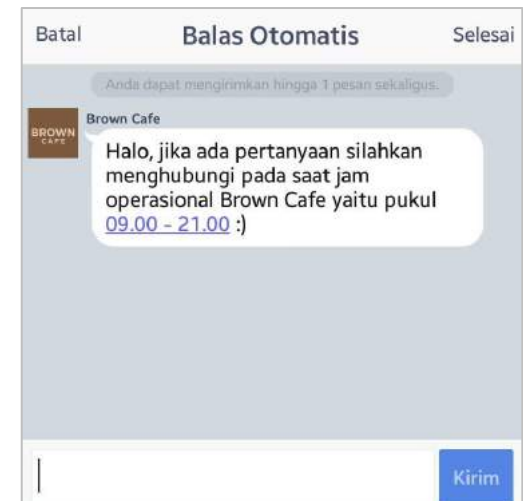 Batal Balas Otomatis Selesai
Anda dapat mengirimkan hingga 1 pesan sekaligus.
BROWN
CAFE
Brown Cafe
Halo, jika ada pertanyaan silahkan
menghubungi pada saat jam
operasional Brown Cafe yaitu pukul
09.00 - 21.00 :)
Kirim